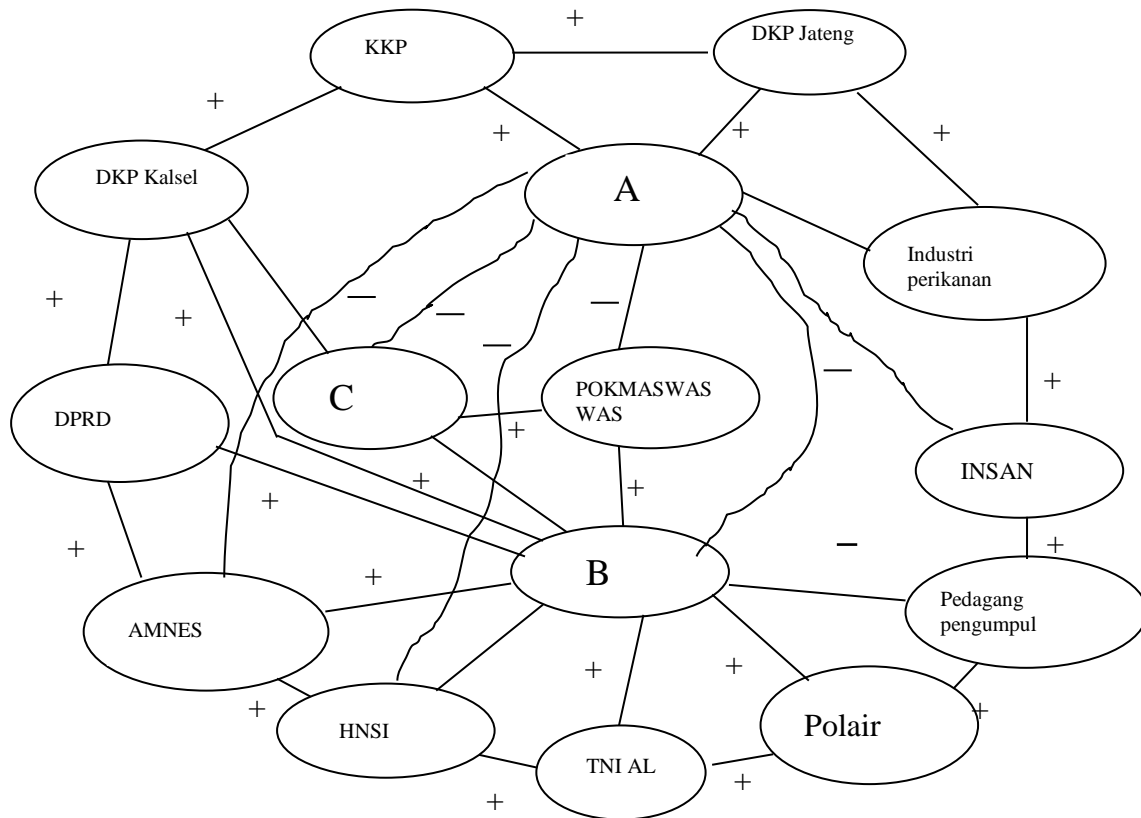 +
KKP
DKP Jateng
+
+
+
+
DKP Kalsel
A
Industri
perikanan
+
+
—
—
—
—
—
+
C
POKMASWAS
WAS
DPRD
+
INSAN
+
+
+
+
+
B
—
+
+
AMNES
Pedagang
pengumpul
+
+
+
HNSI
TNI AL
Polair
+
+
+